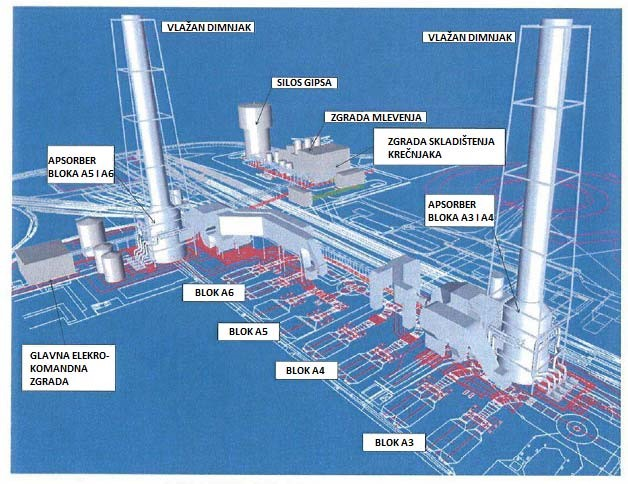 VLAŽAN DIMNJAK
VLAŽAN DIMNJAK
SILOS GIPSA
ZGRADA MLEVENJA
ZGRADA SKLADIŠTENJA
KREČNJAKA
APSORBER
BLOKA A5 I A6
APSORBER
BLOKA A3 I A4
BLOK A6
BLOK A5
BLOK A4
BLOK A3
GLAVNA ELEKRO-
KOMANDNA
ZGRADA